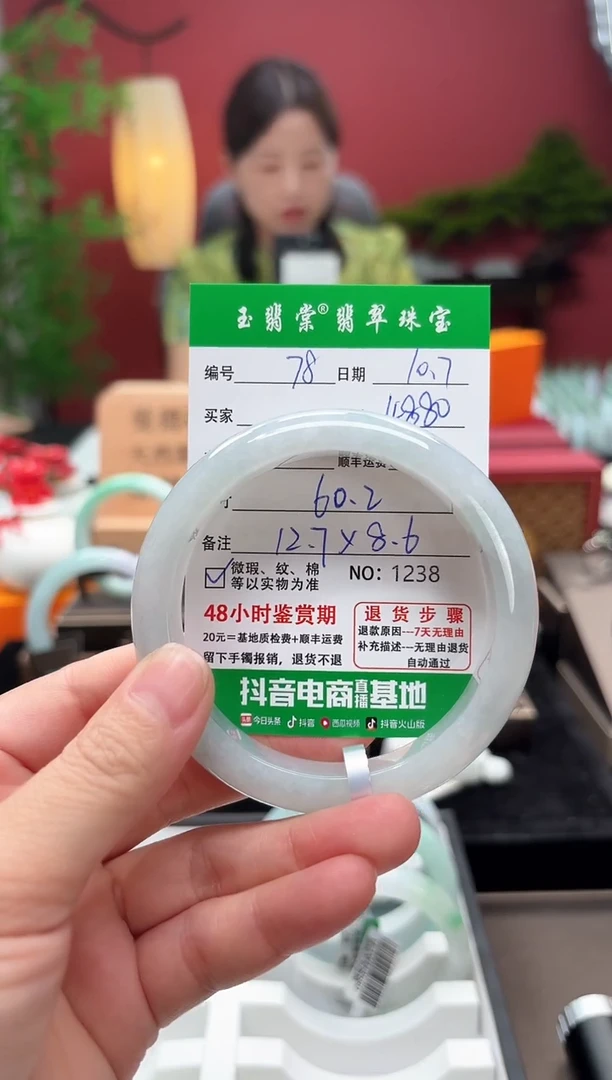 玉翡棠®翡翠珠宝
编号 78 日期 10.7
买家
顺丰运费
寸 60.2
备注 12.7×8.6
微瑕、纹、棉
等以实物为准
NO: 1238
48小时鉴赏期
20元=基地质检费+顺丰运费
留下手镯报销，退货不退
退货步骤
退款原因---7天无理由
补充描述---无理由退货
自动通过
抖音电商直播基地
今日头条 抖音 西瓜视频 抖音火山版